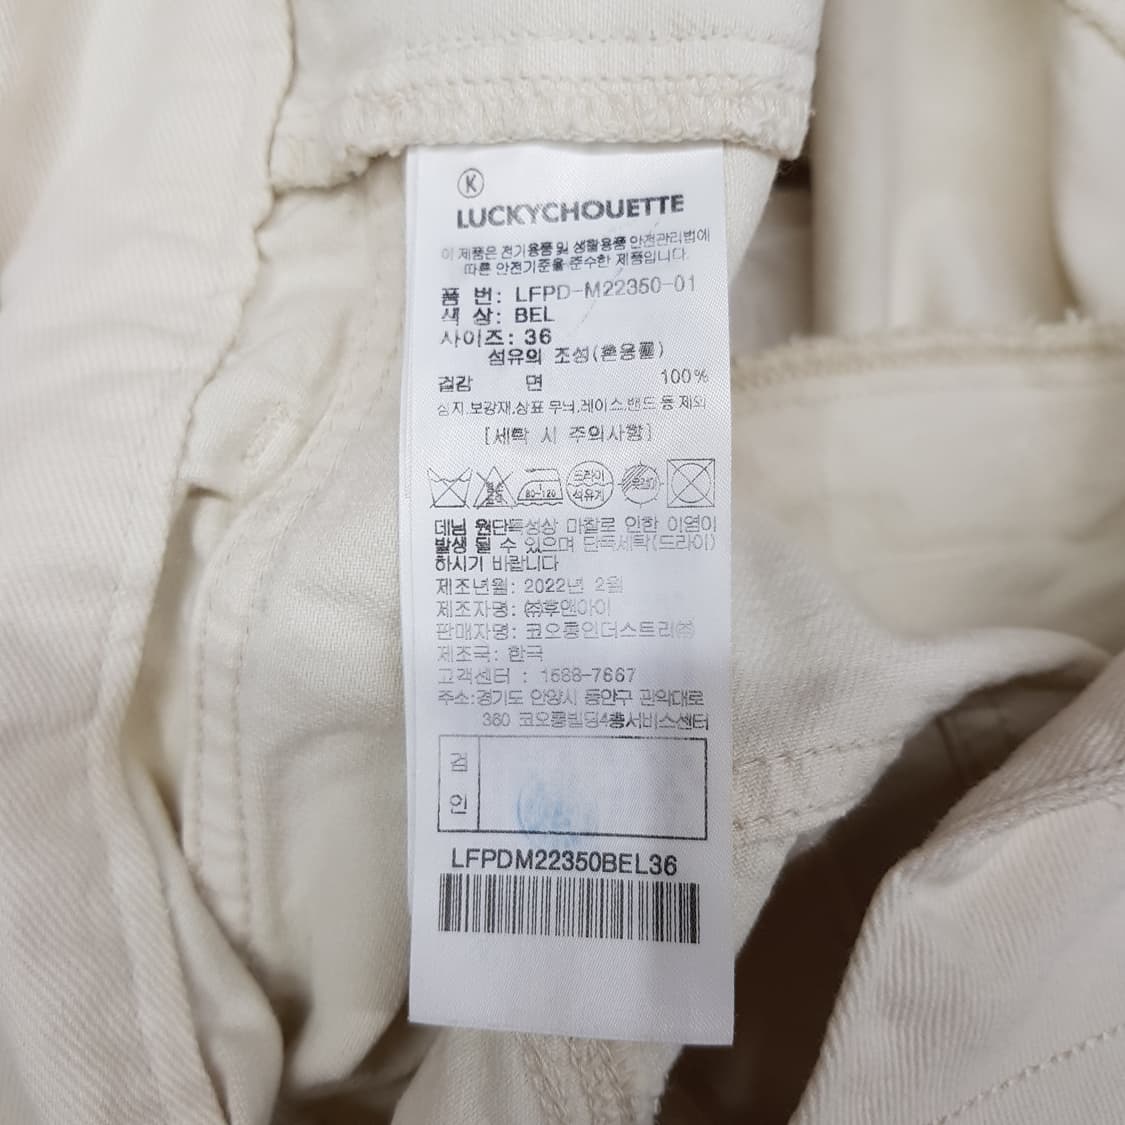 K
LUCKYCHOUETTE
이 제품은 전기용품 및 생활용품 안전관리법에
따른 안전기준을 준수한 제품입니다.
품 번: LFPD-M22350-01
색 상: BEL
사이즈: 36
섬유의 조성(혼용률)
겉감 면 100%
심지,보강재,상표 무늬,레이스,밴드 등 제외
[세탁 시 주의사항]
80-120 드라이
석유계
데님 원단특성상 마찰로 인한 이염이
발생 될 수 있으며 단독세탁(드라이)
하시기 바랍니다
제조년월: 2022년 2월
제조자명: ㈜후앤아이
판매자명: 코오롱인더스트리㈜
제조국: 한국
고객센터 : 1588-7667
주소:경기도 안양시 동안구 관악대로
360 코오롱빌딩4층서비스센터
검
인
LFPDM22350BEL36